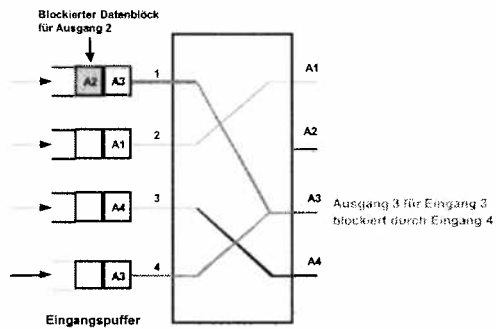 Blockierter Datenblöck
für Ausgang 2
A2 A3 1 A1
A1 2 A2
A4 3 A3
Ausgang 3 für Eingang 3
blockiert durch Eingang 4
A3 4 A4
Eingangspuffer